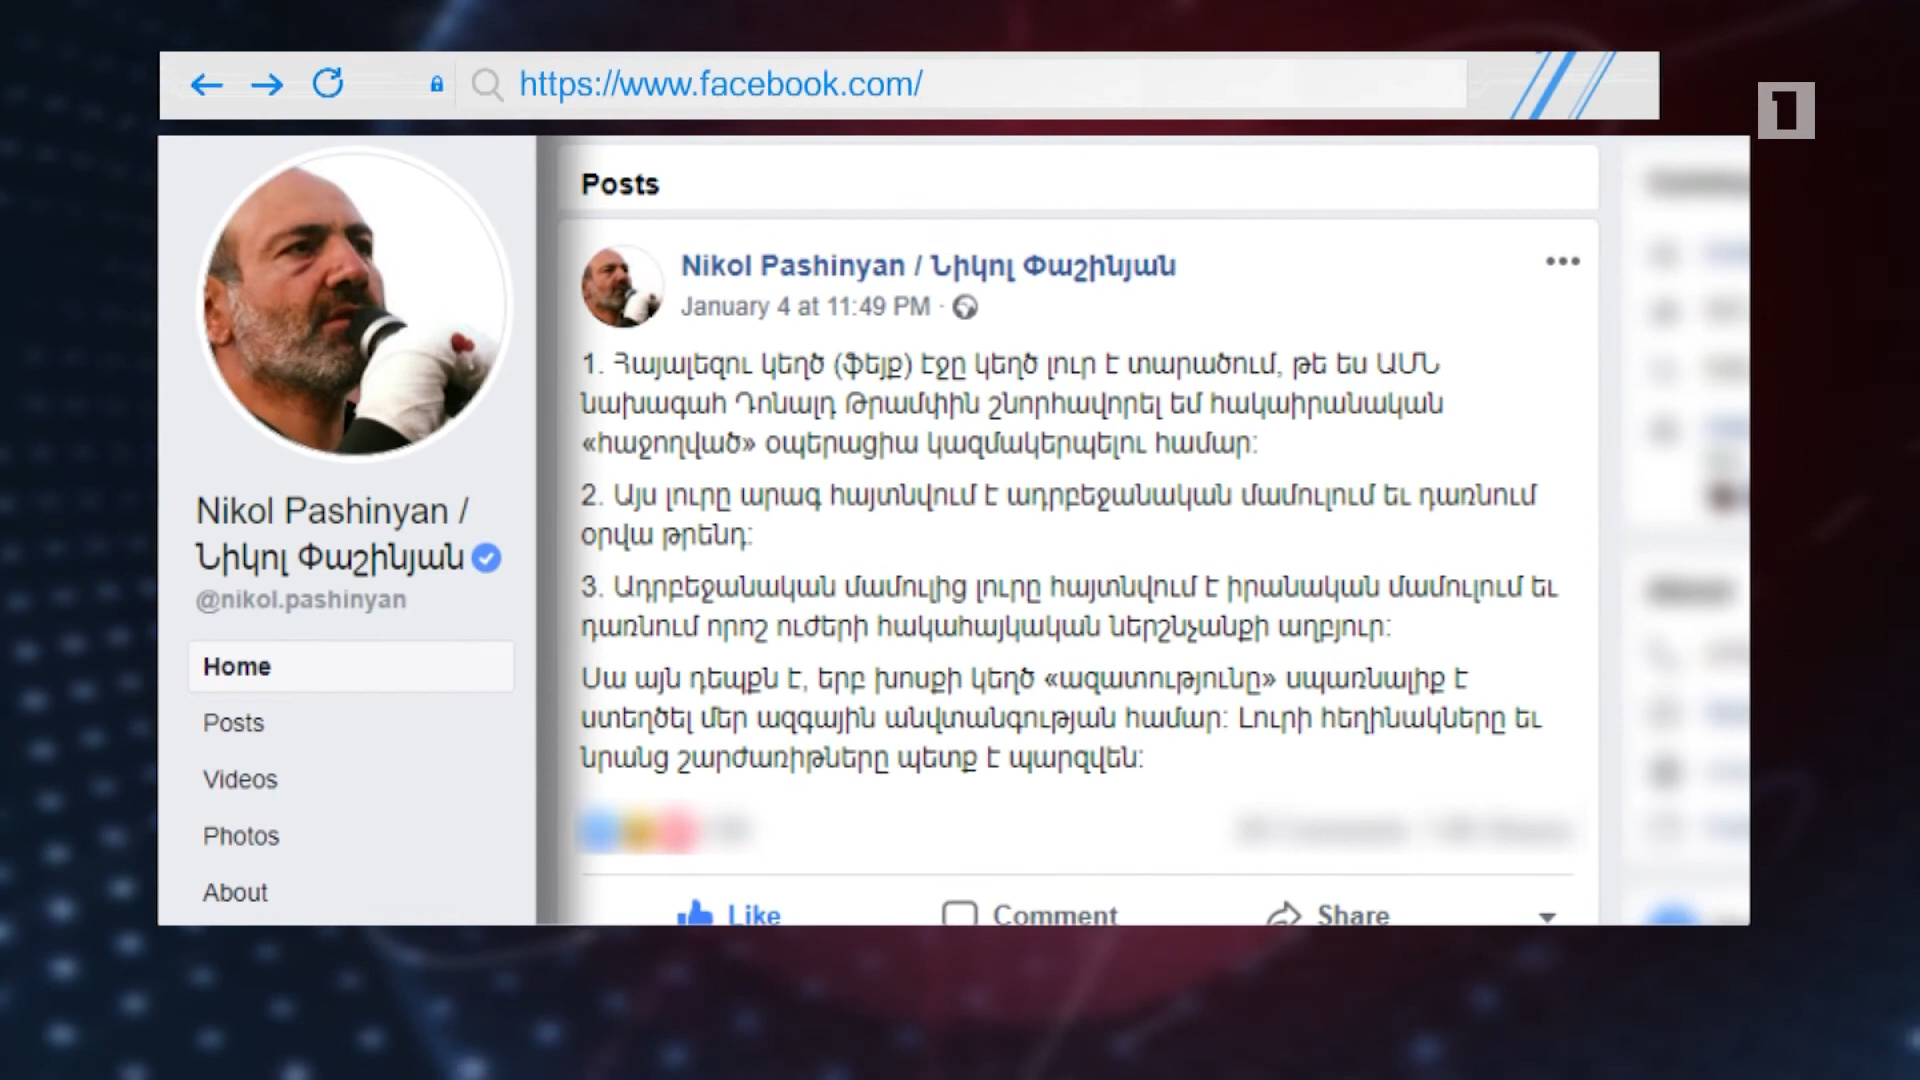 https://www.facebook.com/
1
Nikol Pashinyan /
Նիկոլ Փաշինյան
@nikol.pashinyan
Home
Posts
Videos
Photos
About
Posts
Nikol Pashinyan / Նիկոլ Փաշինյան
January 4 at 11:49 PM ·
1. Հայալեզու կեղծ (ֆեյք) էջը կեղծ լուր է տարածում, թե ես ԱՄՆ
նախագահ Դոնալդ Թրամփին շնորհավորել եմ հակաիրանական
«հաջողված» օպերացիա կազմակերպելու համար:
2. Այս լուրը արագ հայտնվում է ադրբեջանական մամուլում եւ դառնում
օրվա թրենդ:
3. Ադրբեջանական մամուլից լուրը հայտնվում է իրանական մամուլում եւ
դառնում որոշ ուժերի հակահայկական ներշնչանքի աղբյուր:
Սա այն դեպքն է, երբ խոսքի կեղծ «ազատությունը» սպառնալիք է
ստեղծել մեր ազգային անվտանգության համար: Լուրի հեղինակները եւ
նրանց շարժառիթները պետք է պարզվեն:
Like
Comment
Share